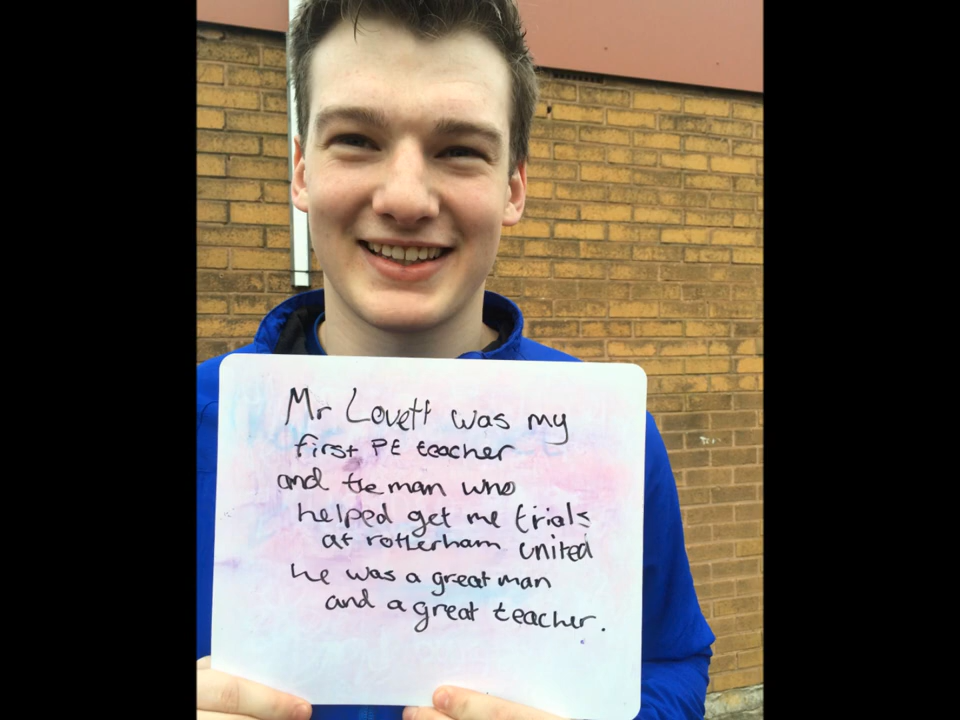 Mr Lovett was my
first PE teacher
and the man who
helped get me trials
at rotherham united
he was a great man
and a great teacher.